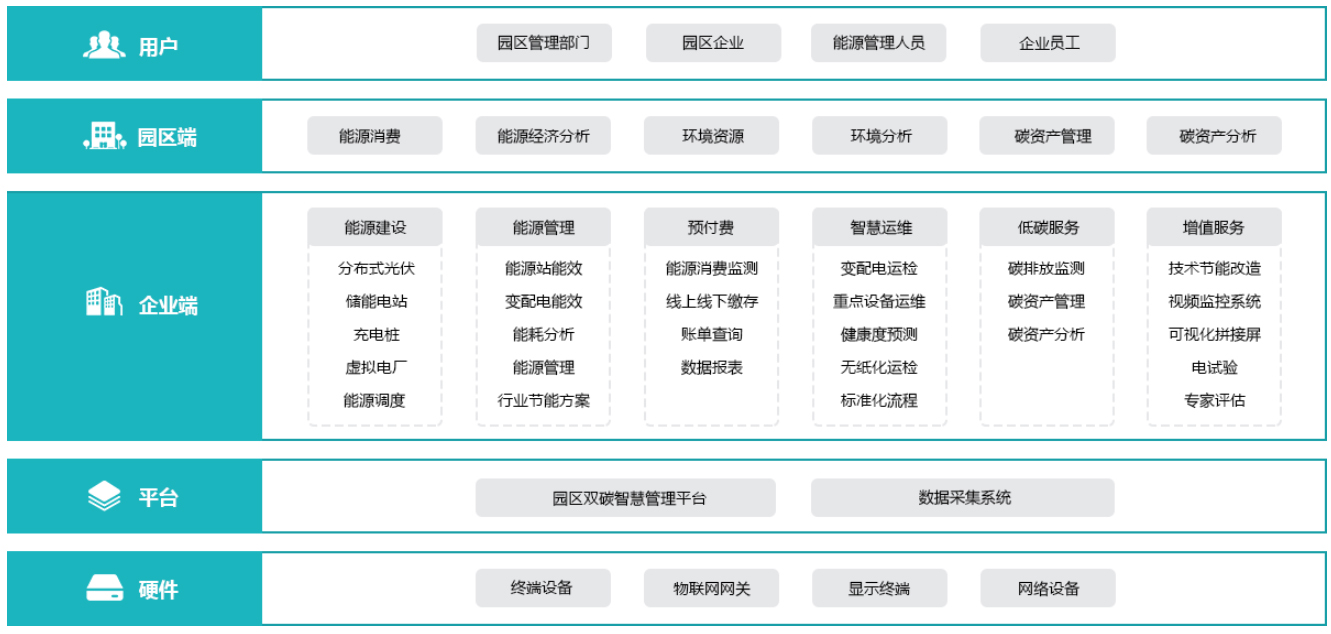 用户
园区管理部门
园区企业
能源管理人员
企业员工
园区端
能源消费
能源经济分析
环境资源
环境分析
碳资产管理
碳资产分析
企业端
能源建设
分布式光伏
储能电站
充电桩
虚拟电厂
能源调度
能源管理
能源站能效
变配电能效
能耗分析
能源管理
行业节能方案
预付费
能源消费监测
线上线下缴存
账单查询
数据报表
智慧运维
变配电运检
重点设备运维
健康度预测
无纸化运检
标准化流程
低碳服务
碳排放监测
碳资产管理
碳资产分析
增值服务
技术节能改造
视频监控系统
可视化拼接屏
电试验
专家评估
平台
园区双碳智慧管理平台
数据采集系统
硬件
终端设备
物联网网关
显示终端
网络设备